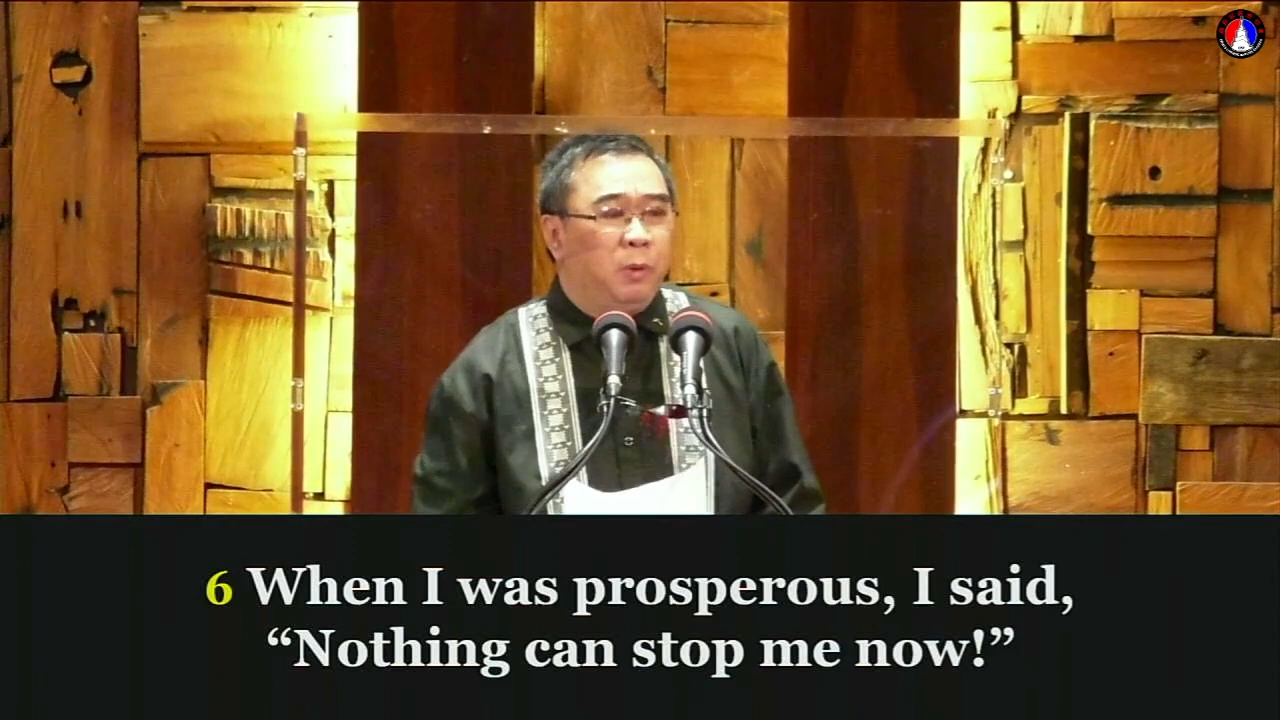 6 When I was prosperous, I said,
“Nothing can stop me now!”